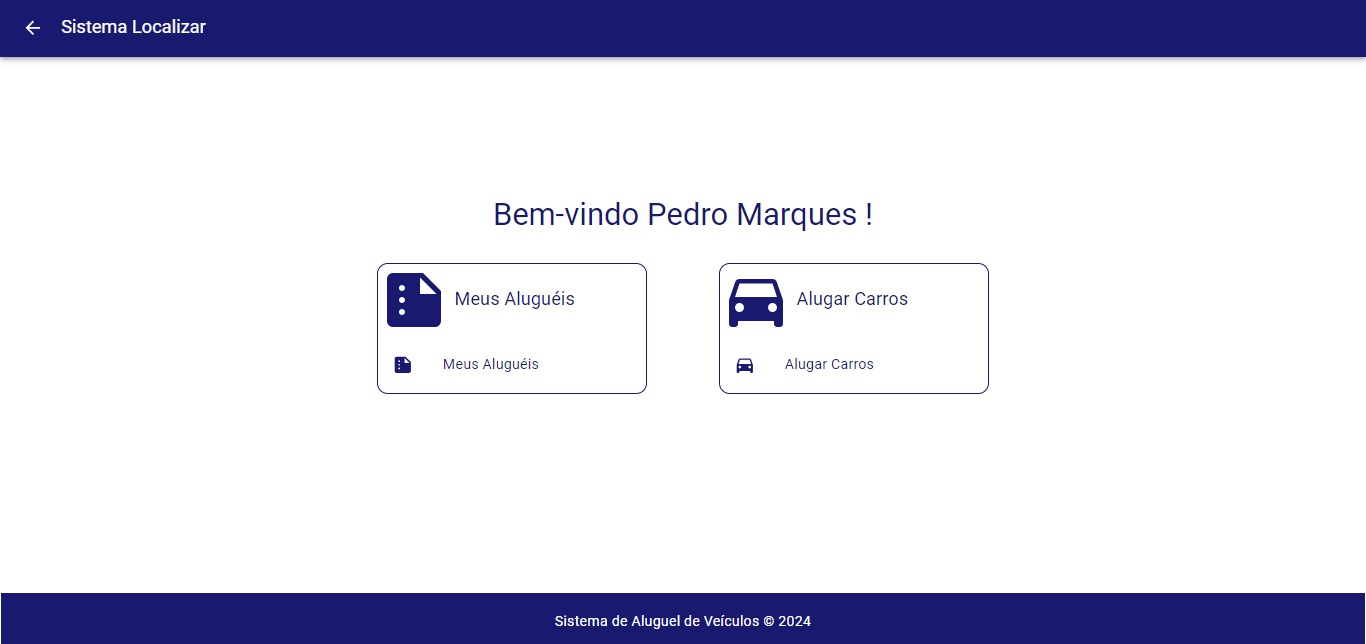 Sistema Localizar
Bem-vindo Pedro Marques !
Meus Aluguéis
Meus Aluguéis
Alugar Carros
Alugar Carros
Sistema de Aluguel de Veículos © 2024